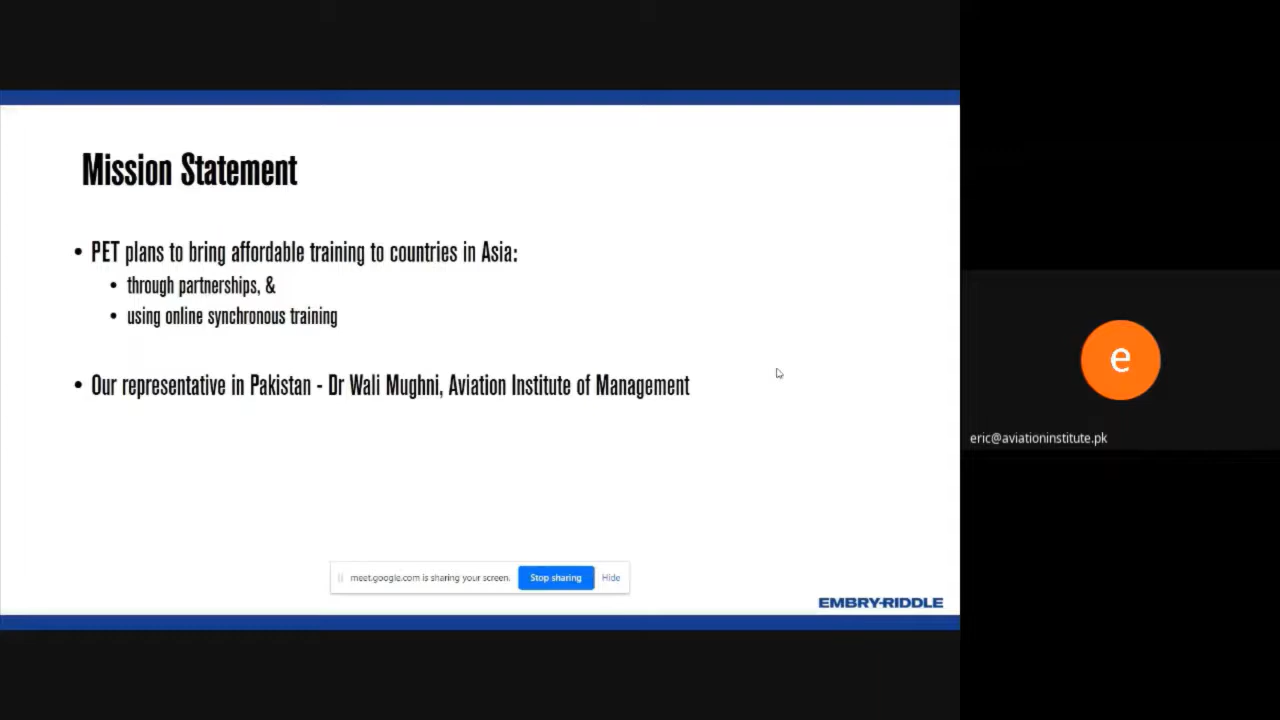 Mission Statement
• PET plans to bring affordable training to countries in Asia:
• through partnerships, &
• using online synchronous training
• Our representative in Pakistan - Dr Wali Mughni, Aviation Institute of Management
e
eric@aviationinstitute.pk
meet.google.com is sharing your screen. Stop sharing Hide
EMBRY-RIDDLE